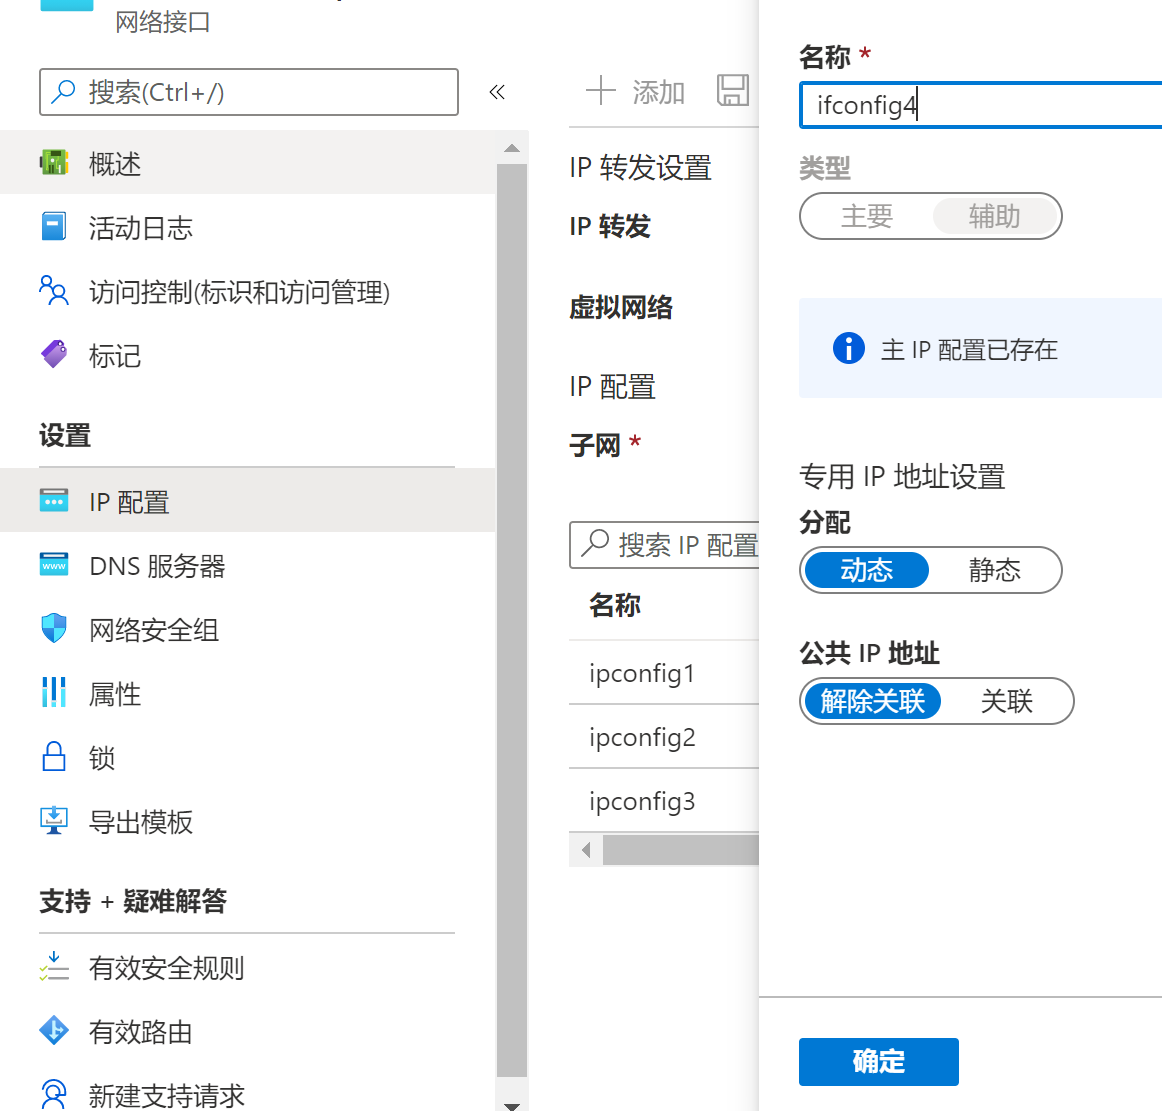 网络接口
搜索(Ctrl+/)
概述
活动日志
访问控制(标识和访问管理)
标记
设置
IP 配置
DNS 服务器
网络安全组
属性
锁
导出模板
支持 + 疑难解答
有效安全规则
有效路由
新建支持请求
添加
IP 转发设置
IP 转发
虚拟网络
IP 配置
子网 *
搜索 IP 配置
名称
ipconfig1
ipconfig2
ipconfig3
名称 *
ifconfig4
类型
主要 辅助
主 IP 配置已存在
专用 IP 地址设置
分配
动态 静态
公共 IP 地址
解除关联 关联
确定